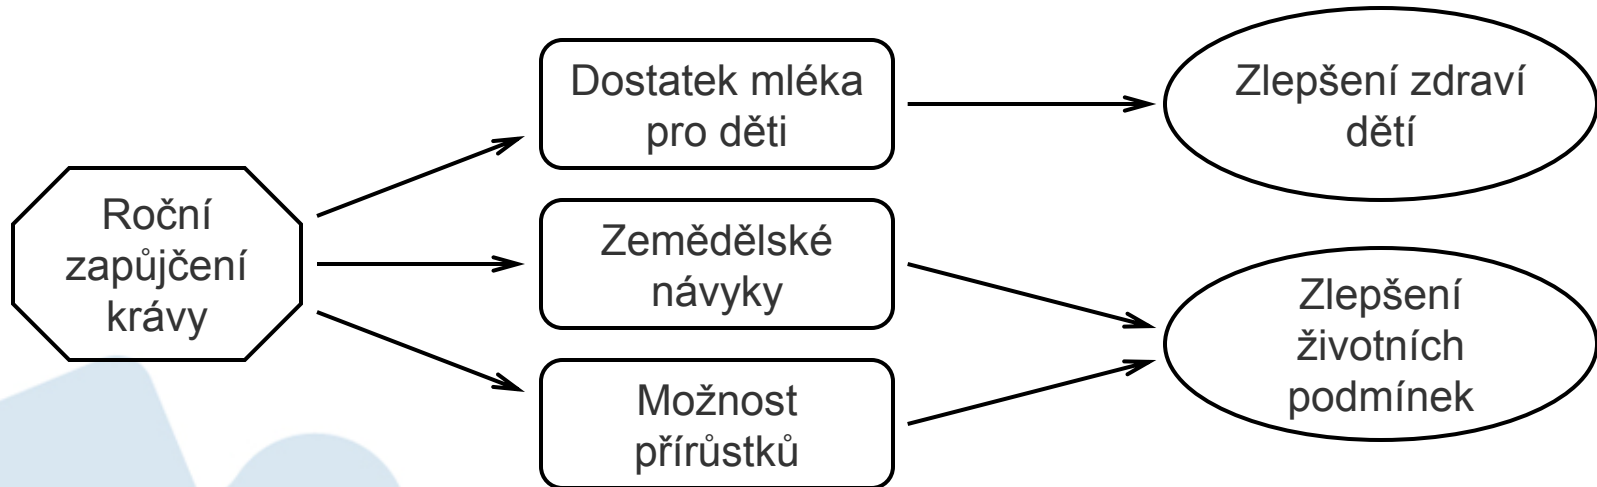 Roční
zapůjčení
krávy
Dostatek mléka
pro děti
Zemědělské
návyky
Možnost
přírůstků
Zlepšení zdraví
dětí
Zlepšení
životních
podmínek